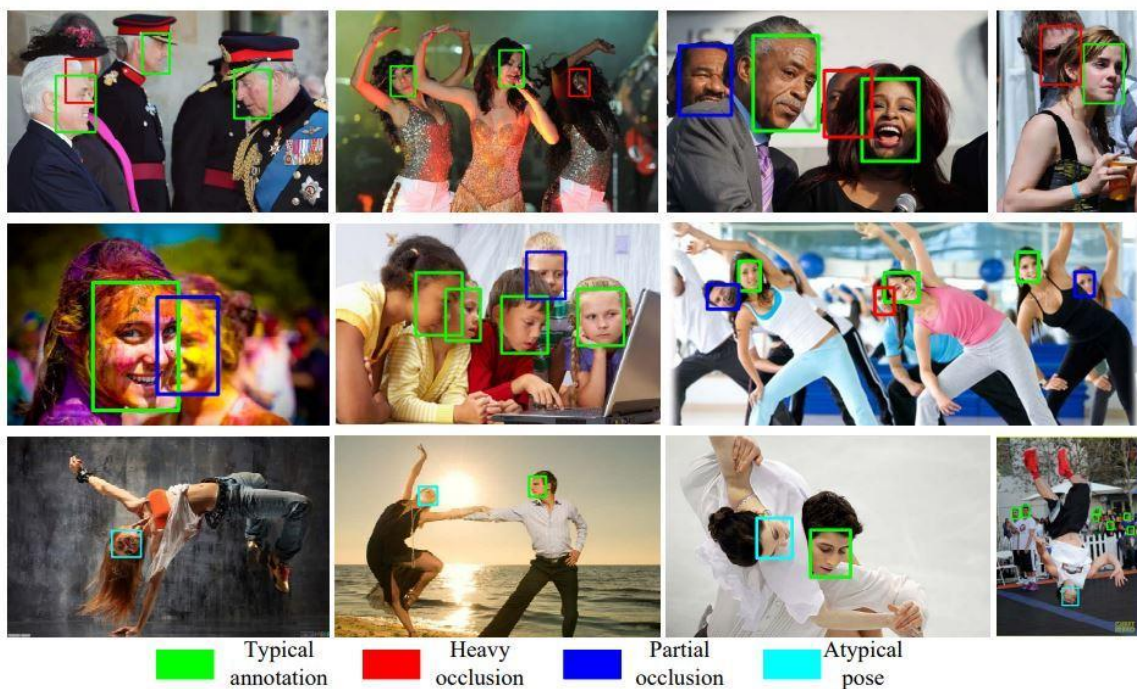 Typical
annotation
Heavy
occlusion
Partial
occlusion
Atypical
pose